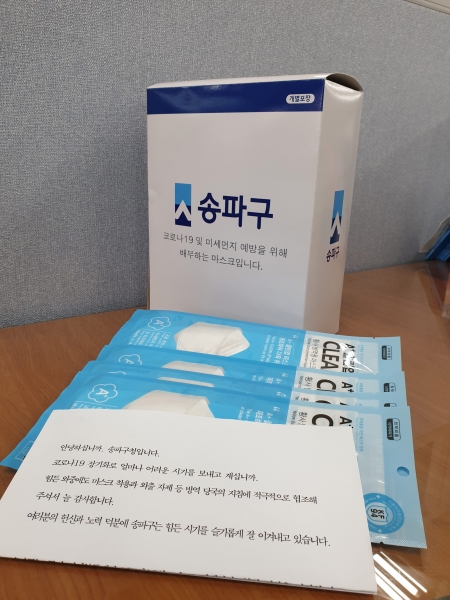 개별포장
송파구
코로나19 및 미세먼지 예방을 위해
배부하는 마스크입니다.
송파구
CLEA
KF94
안녕하십니까. 송파구청입니다.
코로나19 장기화로 얼마나 어려운 시기를 보내고 계십니까.
힘든 와중에도 마스크 착용과 외출 자제 등 방역 당국의 지침에 적극적으로 협조해
주셔서 늘 감사합니다.
여러분의 헌신과 노력 덕분에 송파구는 힘든 시기를 슬기롭게 잘 이겨내고 있습니다.